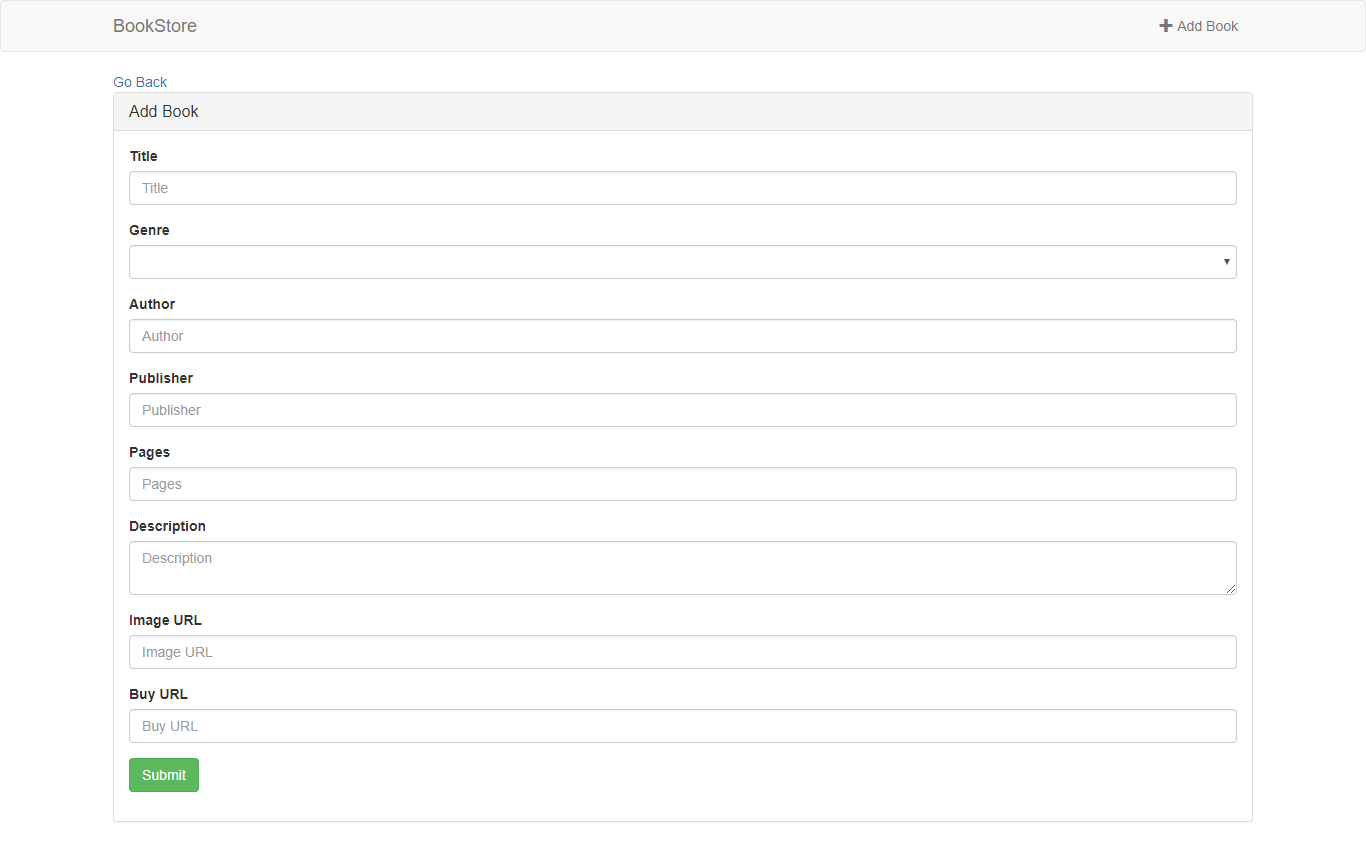 BookStore
Add Book
Go Back
Add Book
Title
Title
Genre
Author
Author
Publisher
Publisher
Pages
Pages
Description
Description
Image URL
Image URL
Buy URL
Buy URL
Submit